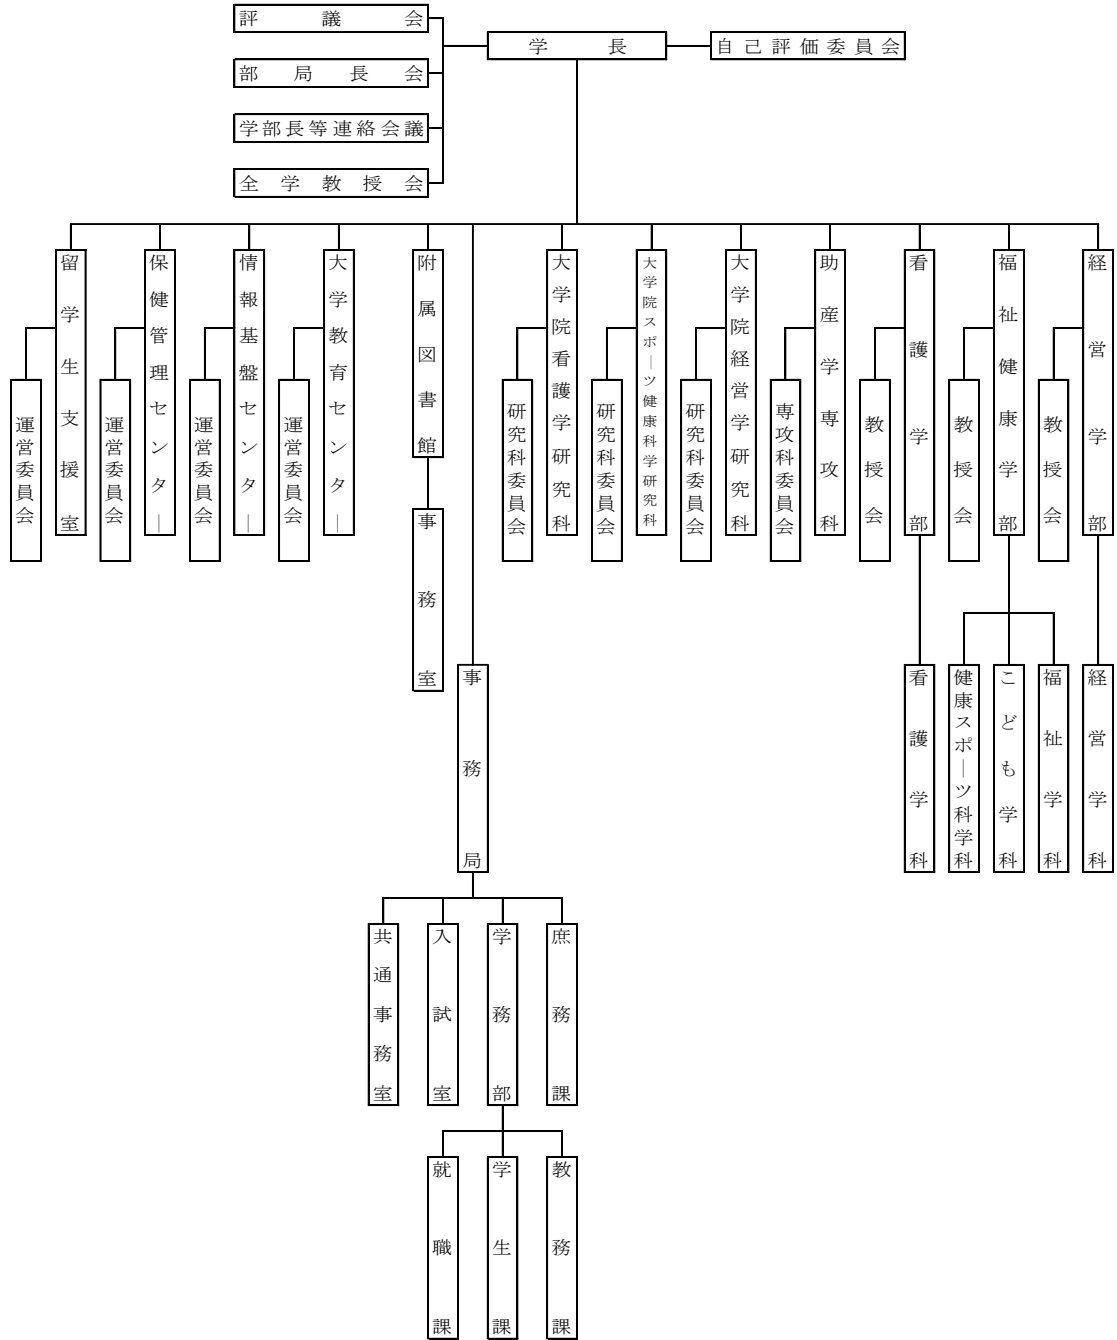 評議会
学長
自己評価委員会
部局長会
学部長等連絡会議
全学教授会
経営学部
教授会
福祉健康学部
教授会
看護学部
教授会
助産学専攻科
専攻科委員会
大学院経営学研究科
研究科委員会
大学院スポーツ健康科学研究科
研究科委員会
大学院看護学研究科
研究科委員会
附属図書館
事務室
大学教育センター
運営委員会
情報基盤センター
運営委員会
保健管理センター
運営委員会
留学生支援室
運営委員会
経営学科
福祉学科
こども学科
健康スポーツ科学科
看護学科
事務局
庶務課
学務部
入試室
共通事務室
教務課
学生課
就職課